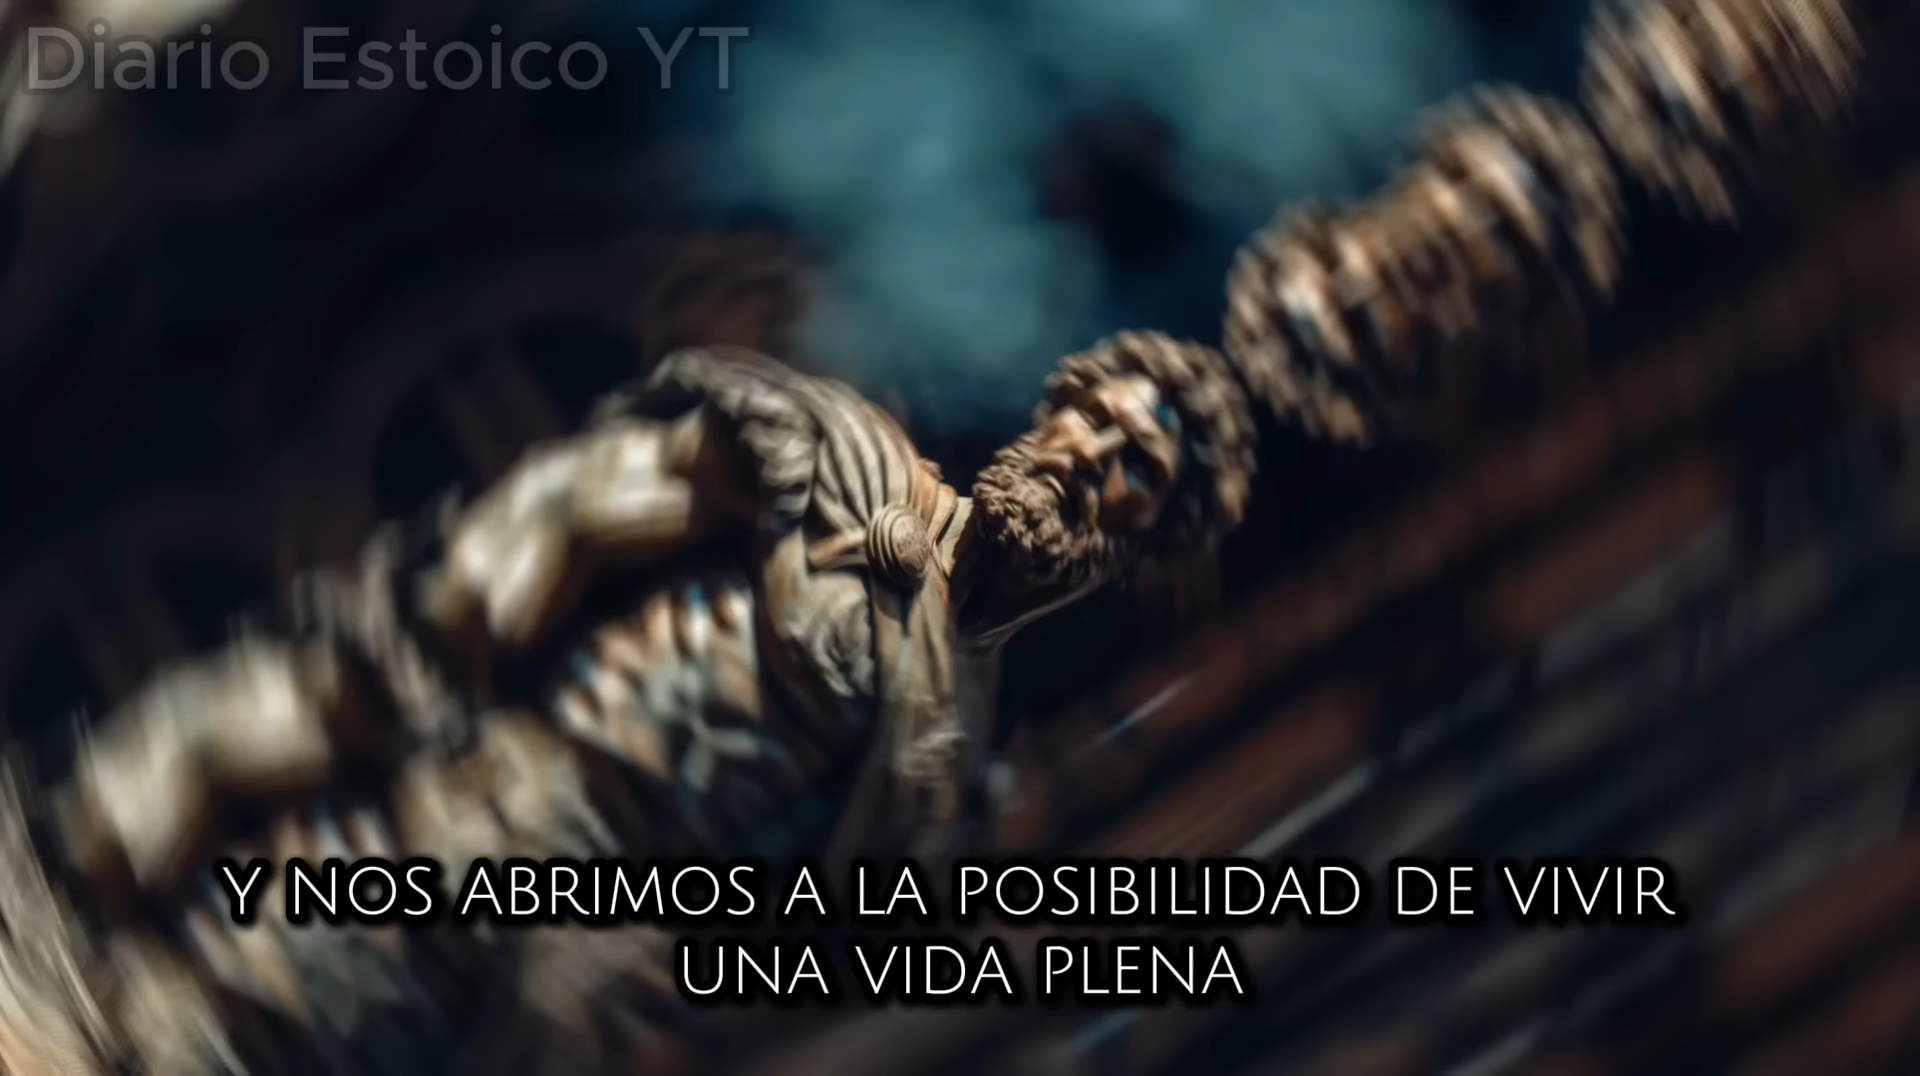 Diario Estoico YT
Y NOS ABRIMOS A LA POSIBILIDAD DE VIVIR
UNA VIDA PLENA